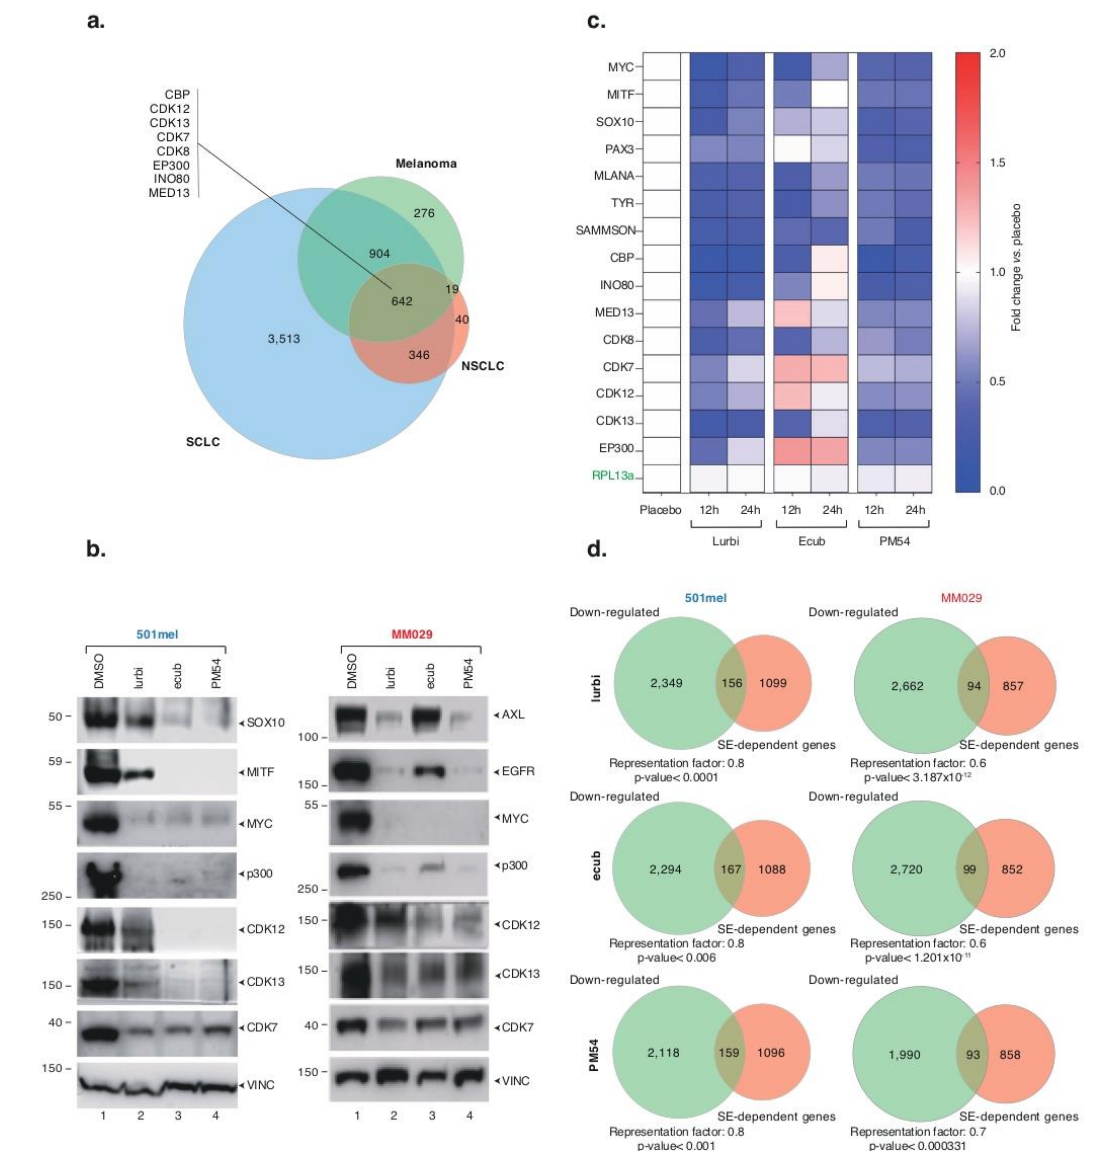 a.
CBP
CDK12
CDK13
CDK7
CDK8
EP300
INO80
MED13
Melanoma
276
904
19
642
40
3,513
346
NSCLC
SCLC
c.
MYC
MITF
SOX10
PAX3
MLANA
TYR
SAMMSON
CBP
INO80
MED13
CDK8
CDK7
CDK12
CDK13
EP300
RPL13a
Placebo 12h 24h 12h 24h 12h 24h
Lurbi Ecub PM54
2.0
1.5
1.0
0.5
0.0
Fold change vs. placebo
b.
501mel
DMSO lurbi ecub PM54
50 SOX10
59 MITF
55 MYC
p300
250
150 CDK12
150 CDK13
40 CDK7
150 VINC
1 2 3 4
MM029
DMSO lurbi ecub PM54
AXL
100
EGFR
150
55 MYC
p300
250
150 CDK12
150 CDK13
40 CDK7
150 VINC
1 2 3 4
d.
501mel MM029
lurbi
Down-regulated
2,349 156 1099
SE-dependent genes
Representation factor: 0.8
p-value< 0.0001
Down-regulated
2,662 94 857
SE-dependent genes
Representation factor: 0.6
p-value< 3.187x10⁻¹²
ecub
Down-regulated
2,294 167 1088
SE-dependent genes
Representation factor: 0.8
p-value< 0.006
Down-regulated
2,720 99 852
SE-dependent genes
Representation factor: 0.6
p-value< 1.201x10⁻¹¹
PM54
Down-regulated
2,118 159 1096
SE-dependent genes
Representation factor: 0.8
p-value< 0.001
Down-regulated
1,990 93 858
SE-dependent genes
Representation factor: 0.7
p-value< 0.000331